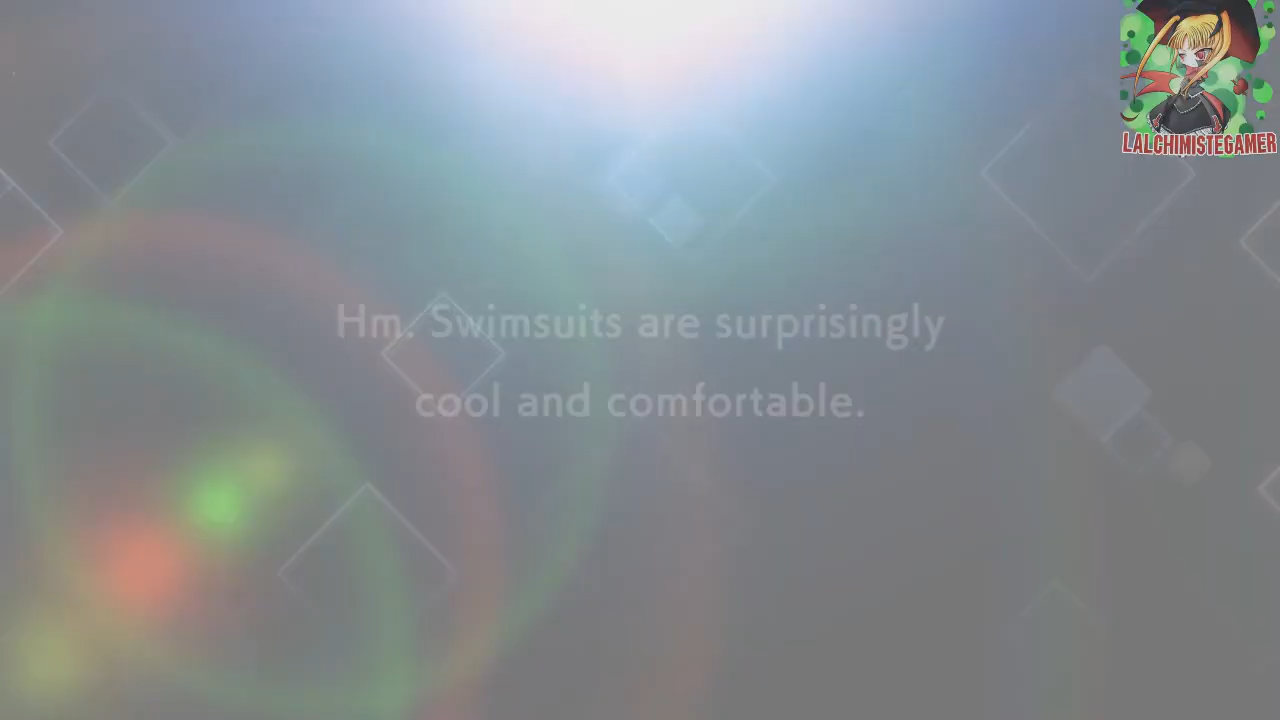 LALCHIMISTEGAMER
Hm. Swimsuits are surprisingly
cool and comfortable.